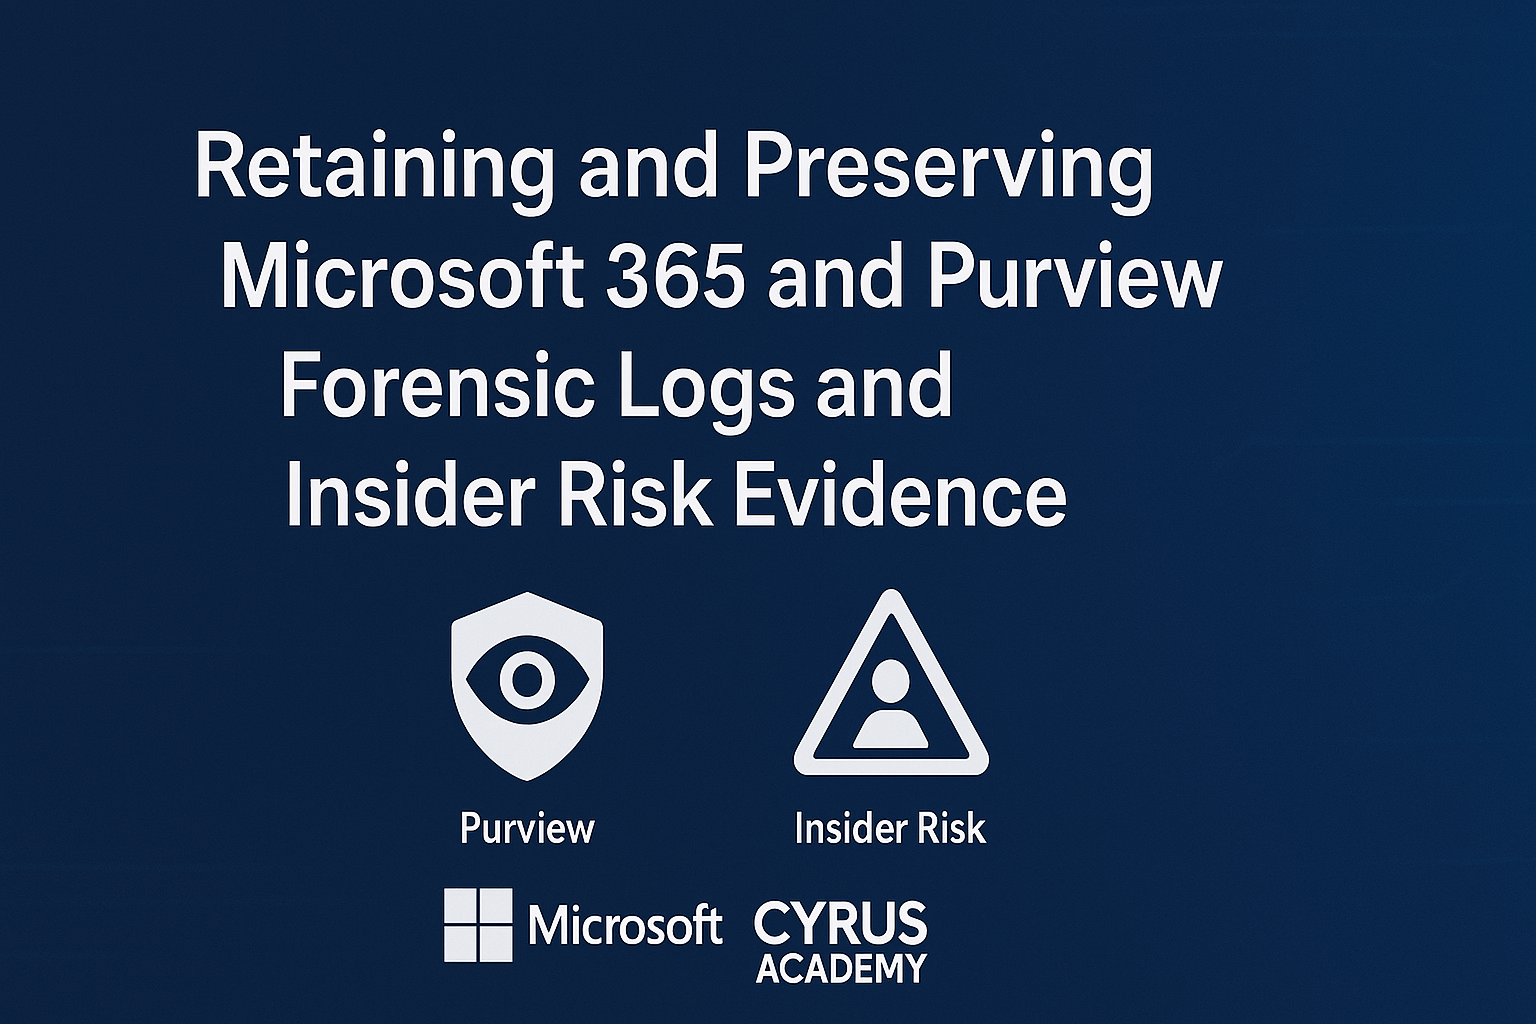 Retaining and Preserving
Microsoft 365 and Purview
Forensic Logs and
Insider Risk Evidence
Purview
Insider Risk
Microsoft
CYRUS
ACADEMY